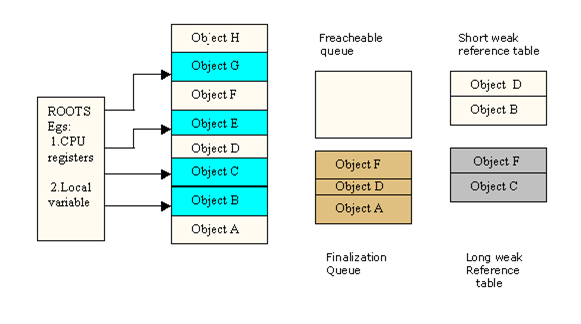 ROOTS
Egs:
1.CPU
registers
2.Local
variable
Object H
Object G
Object F
Object E
Object D
Object C
Object B
Object A
Freacheable
queue
Object F
Object D
Object A
Finalization
Queue
Short weak
reference table
Object D
Object B
Object F
Object C
Long weak
Reference
table